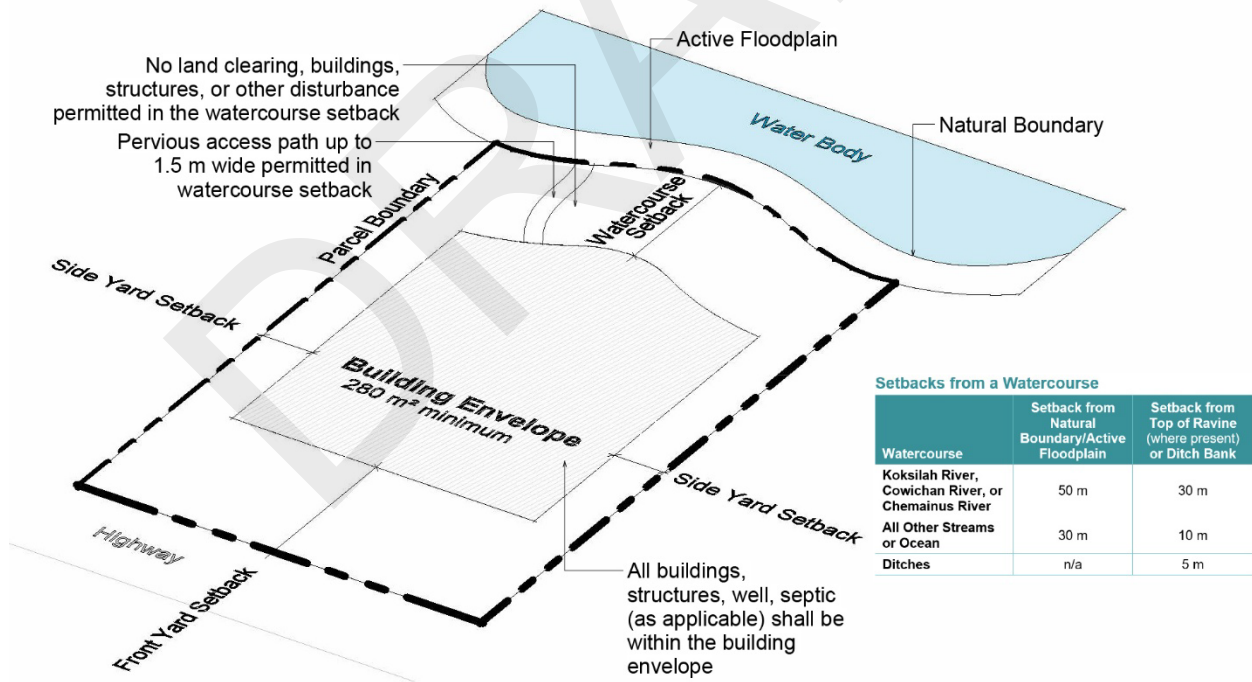 DRAFT
Active Floodplain
No land clearing, buildings,
structures, or other disturbance
permitted in the watercourse setback
Pervious access path up to
1.5 m wide permitted in
watercourse setback
Water Body
Natural Boundary
Parcel Boundary
Watercourse
Setback
Side Yard Setback
Building Envelope
280 m² minimum
Side Yard Setback
Highway
Front Yard Setback
All buildings,
structures, well, septic
(as applicable) shall be
within the building
envelope
Setbacks from a Watercourse
Watercourse
Setback from
Natural
Boundary/Active
Floodplain
Setback from
Top of Ravine
(where present)
or Ditch Bank
Koksilah River,
Cowichan River, or
Chemainus River
50 m
30 m
All Other Streams
or Ocean
30 m
10 m
Ditches
n/a
5 m